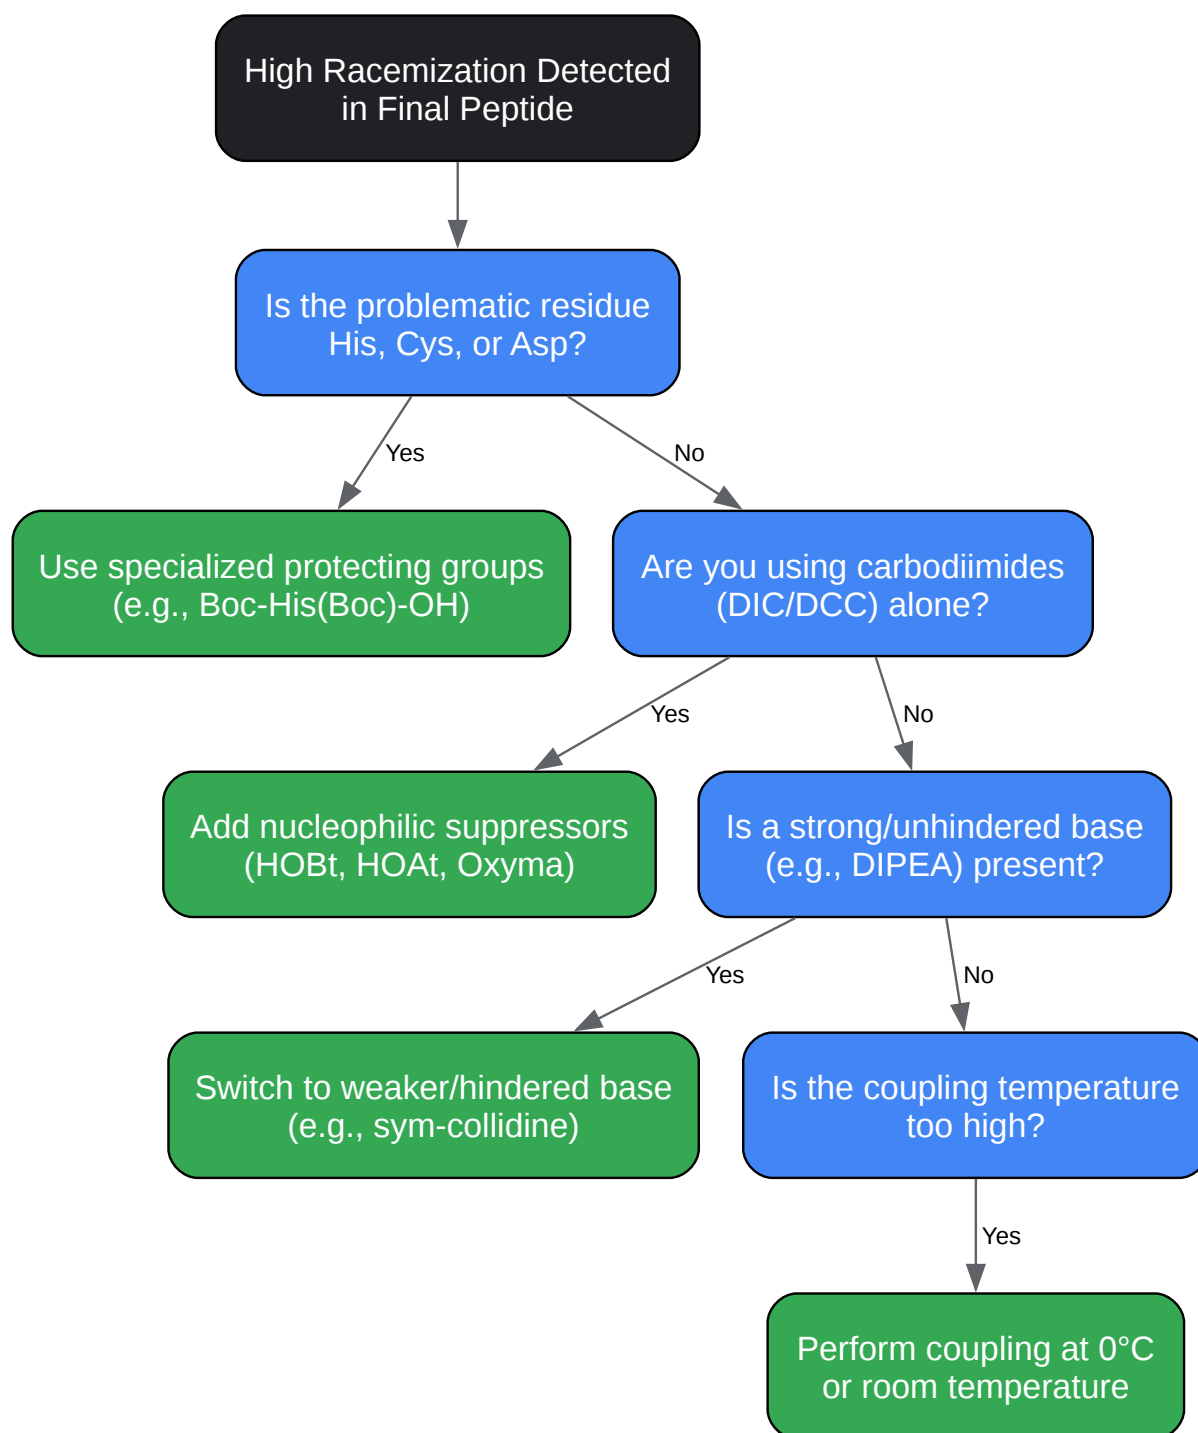 High Racemization Detected
in Final Peptide
Is the problematic residue
His, Cys, or Asp?
Yes
No
Use specialized protecting groups
(e.g., Boc-His(Boc)-OH)
Are you using carbodiimides
(DIC/DCC) alone?
Yes
No
Add nucleophilic suppressors
(HOBt, HOAt, Oxyma)
Is a strong/unhindered base
(e.g., DIPEA) present?
Yes
No
Switch to weaker/hindered base
(e.g., sym-collidine)
Is the coupling temperature
too high?
Yes
Perform coupling at 0°C
or room temperature